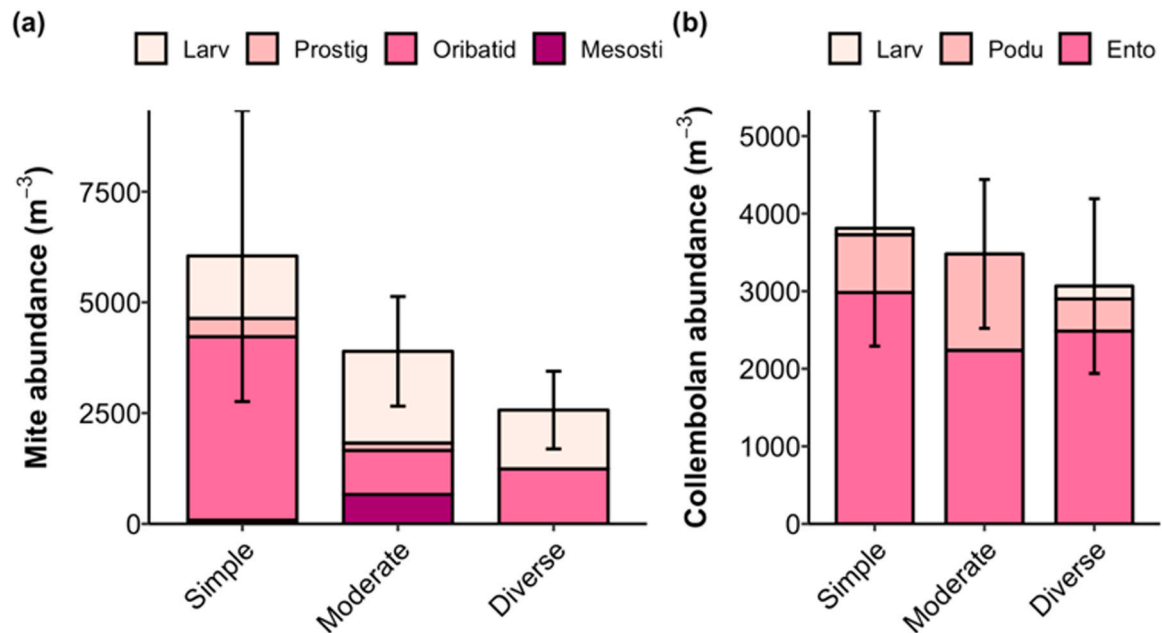 (a)
Larv Prostig Oribatid Mesosti
Mite abundance (m⁻³)
7500
5000
2500
0
Simple
Moderate
Diverse
(b)
Larv Podu Ento
Collembolan abundance (m⁻³)
5000
4000
3000
2000
1000
0
Simple
Moderate
Diverse